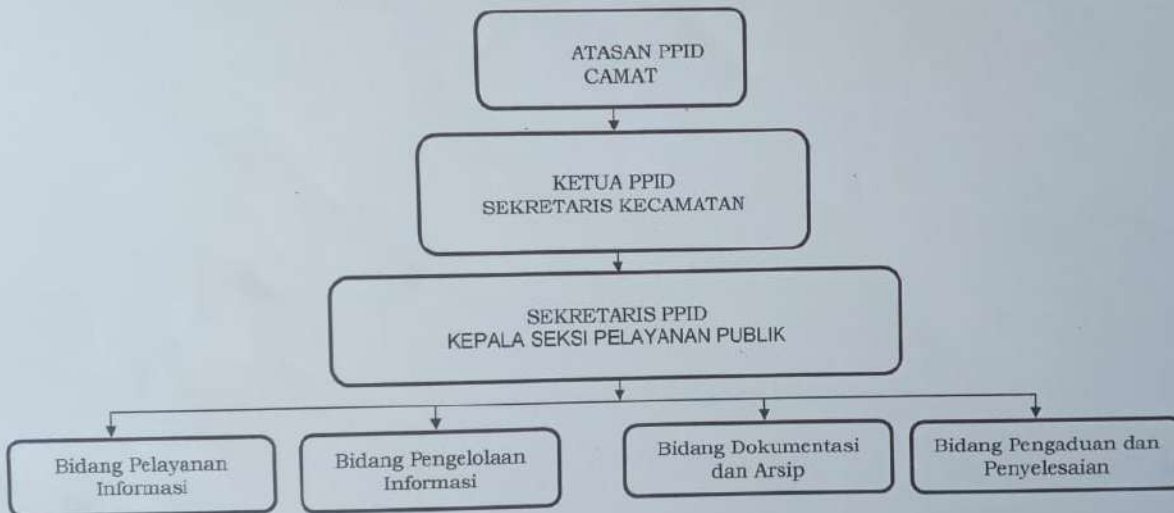 ATASAN PPID
CAMAT
KETUA PPID
SEKRETARIS KECAMATAN
SEKRETARIS PPID
KEPALA SEKSI PELAYANAN PUBLIK
Bidang Pelayanan
Informasi
Bidang Pengelolaan
Informasi
Bidang Dokumentasi
dan Arsip
Bidang Pengaduan dan
Penyelesaian